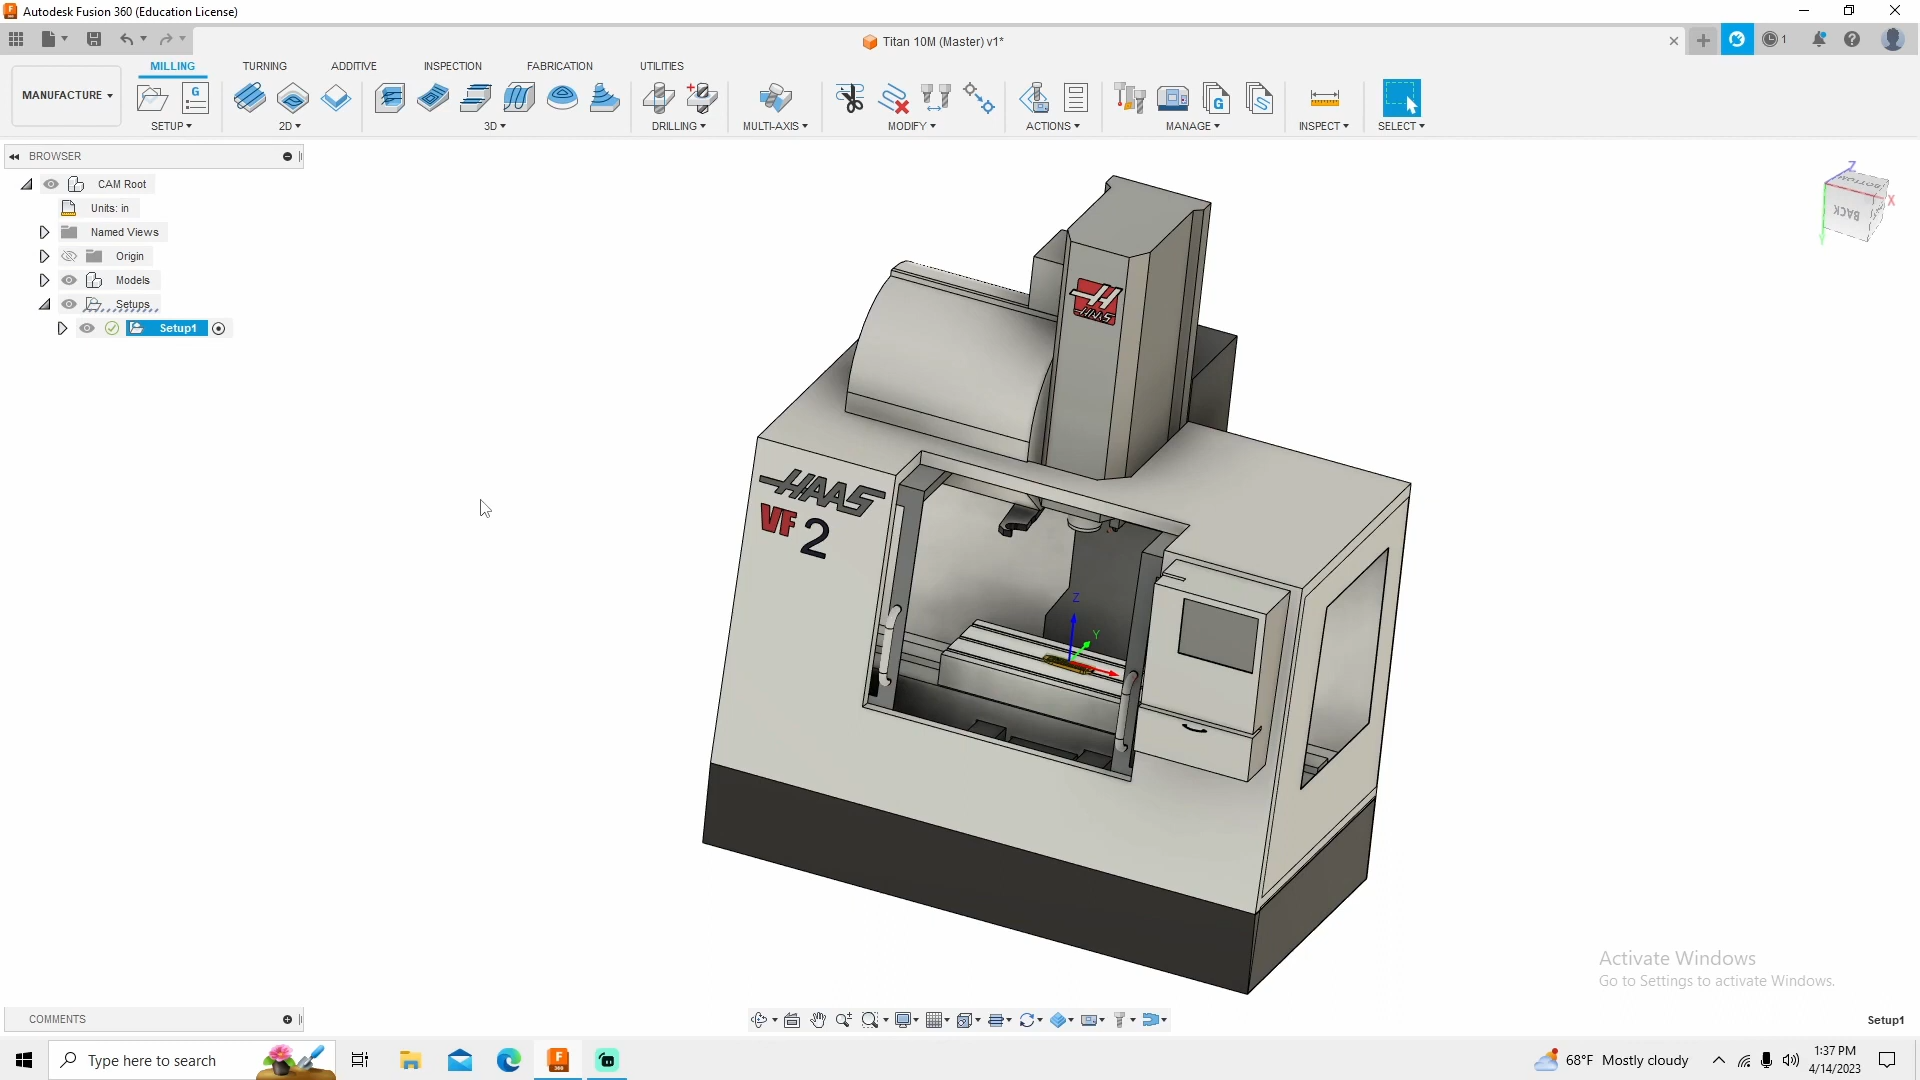 Autodesk Fusion 360 (Education License)
Titan 10M (Master) v1*
1
MILLING
TURNING
ADDITIVE
INSPECTION
FABRICATION
UTILITIES
MANUFACTURE
SETUP
2D
3D
DRILLING
MULTI-AXIS
MODIFY
ACTIONS
MANAGE
INSPECT
SELECT
BROWSER
CAM Root
Units: in
Named Views
Origin
Models
Setups
Setup1
Z
X
BOTTOM
BACK
HAAS
HAAS
VF 2
Z
Y
Activate Windows
Go to Settings to activate Windows.
COMMENTS
Setup1
Type here to search
68°F Mostly cloudy
1:37 PM
4/14/2023